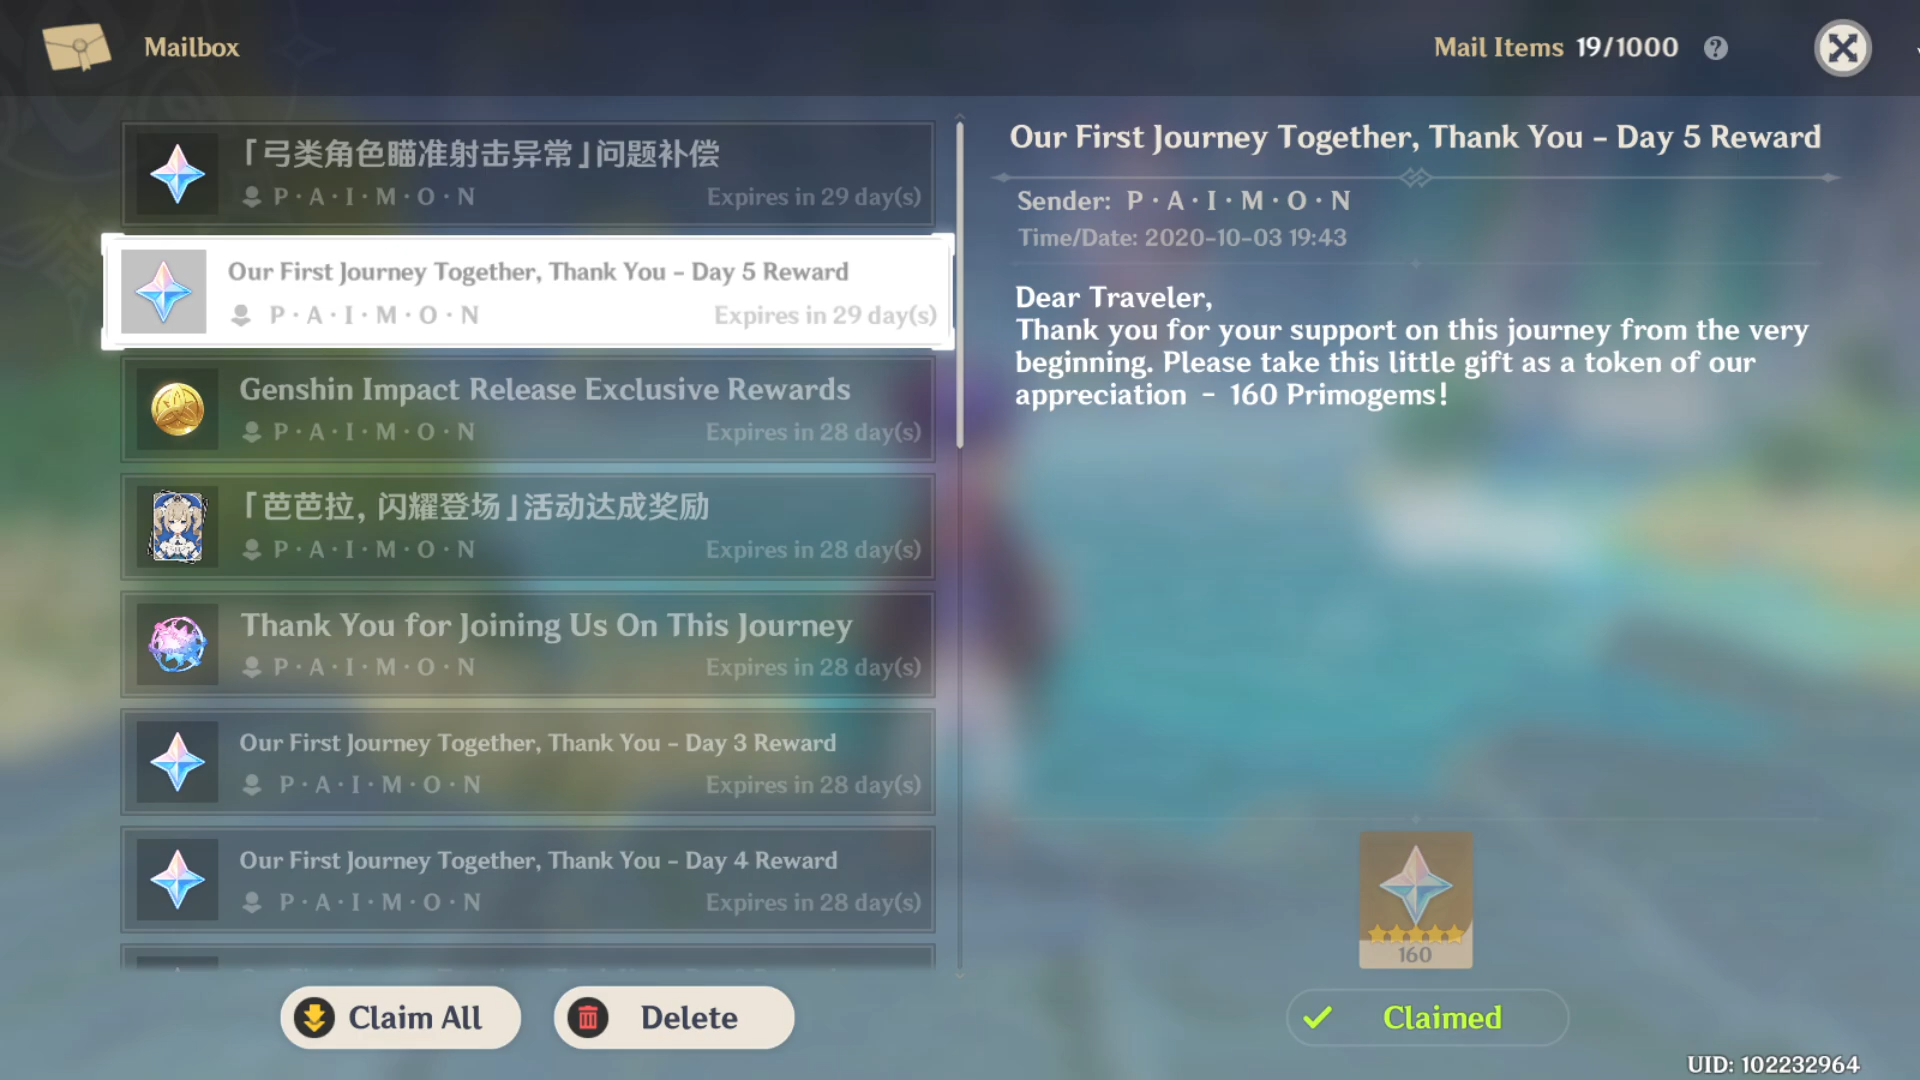 Mailbox
Mail Items 19/1000 ?
「弓类角色瞄准射击异常」问题补偿
P·A·I·M·O·N Expires in 29 day(s)
Our First Journey Together, Thank You – Day 5 Reward
P·A·I·M·O·N Expires in 29 day(s)
Genshin Impact Release Exclusive Rewards
P·A·I·M·O·N Expires in 28 day(s)
「芭芭拉，闪耀登场」活动达成奖励
P·A·I·M·O·N Expires in 28 day(s)
Thank You for Joining Us On This Journey
P·A·I·M·O·N Expires in 28 day(s)
Our First Journey Together, Thank You – Day 3 Reward
P·A·I·M·O·N Expires in 28 day(s)
Our First Journey Together, Thank You – Day 4 Reward
P·A·I·M·O·N Expires in 28 day(s)
Claim All
Delete
Our First Journey Together, Thank You – Day 5 Reward
Sender: P·A·I·M·O·N
Time/Date: 2020-10-03 19:43
Dear Traveler,
Thank you for your support on this journey from the very
beginning. Please take this little gift as a token of our
appreciation – 160 Primogems!
160
Claimed
UID: 102232964